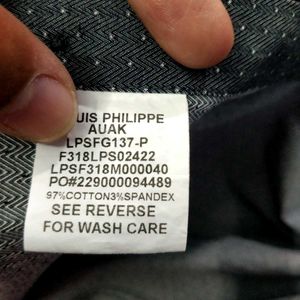 UIS PHILIPPE
AUAK
LPSFG137-P
F318LPS02422
LPSF318M000040
PO#229000094489
97%COTTON3%SPANDEX
SEE REVERSE
FOR WASH CARE